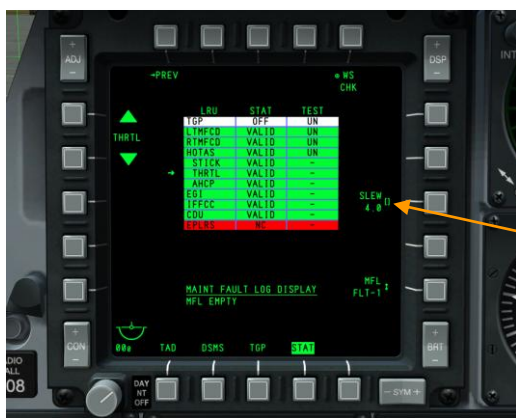 ADJ
DSP
INT
→PREV
WS
CHK
LRU STAT TEST
TGP OFF UN
LTMFCD VALID UN
RTMFCD VALID UN
HOTAS VALID UN
STICK VALID -
→ THRTL VALID -
AHCP VALID -
EGI VALID -
IFFCC VALID -
CDU VALID -
EPLRS NC -
THRTL
SLEW
4.0 []
MAINT FAULT LOG DISPLAY
MFL EMPTY
MFL
FLT-1
CON
BRT
TAD DSMS TGP STAT
ADIO
ALL
08
DAY
NT
OFF
- SYM +